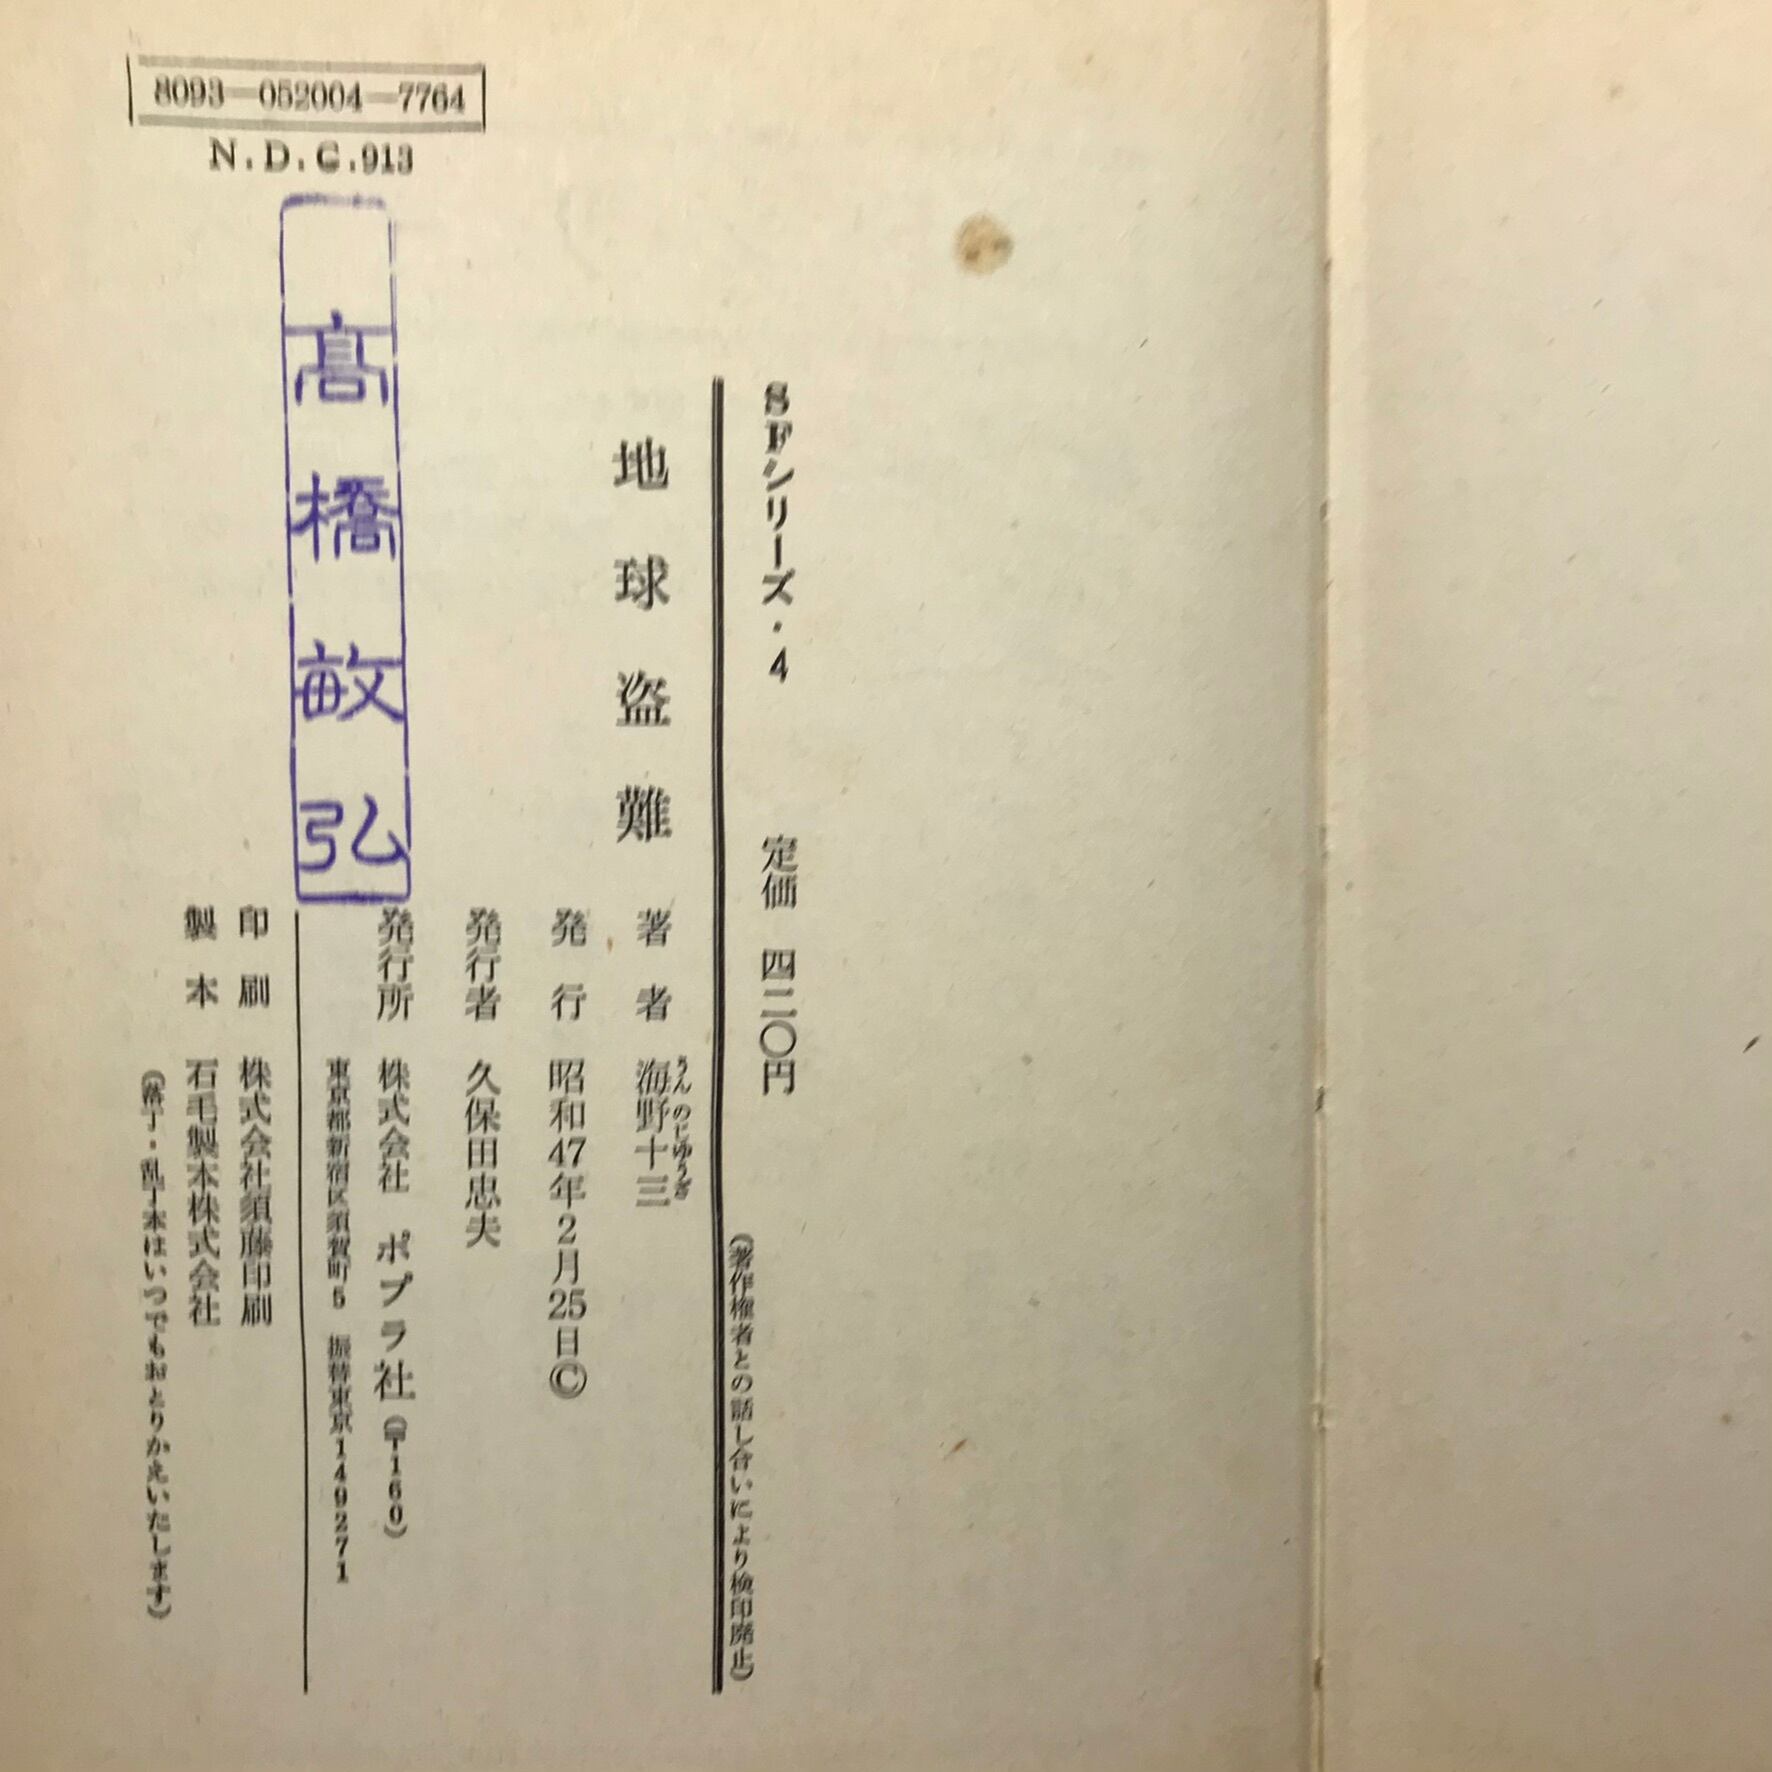 SFシリーズ・4　定価　四二〇円
(著作権者との話し合いにより検印廃止)
地球盗難
著者　海野十三
うんのじゅうざ
発行　昭和47年2月25日©
発行者　久保田忠夫
発行所　株式会社　ポプラ社(〒160)
東京都新宿区須賀町5　振替東京149271
印刷　株式会社須藤印刷
製本　石毛製本株式会社
(落丁・乱丁本はいつでもおとりかえいたします)
8093—052004—7764
N.D.C.913
髙橋敏弘